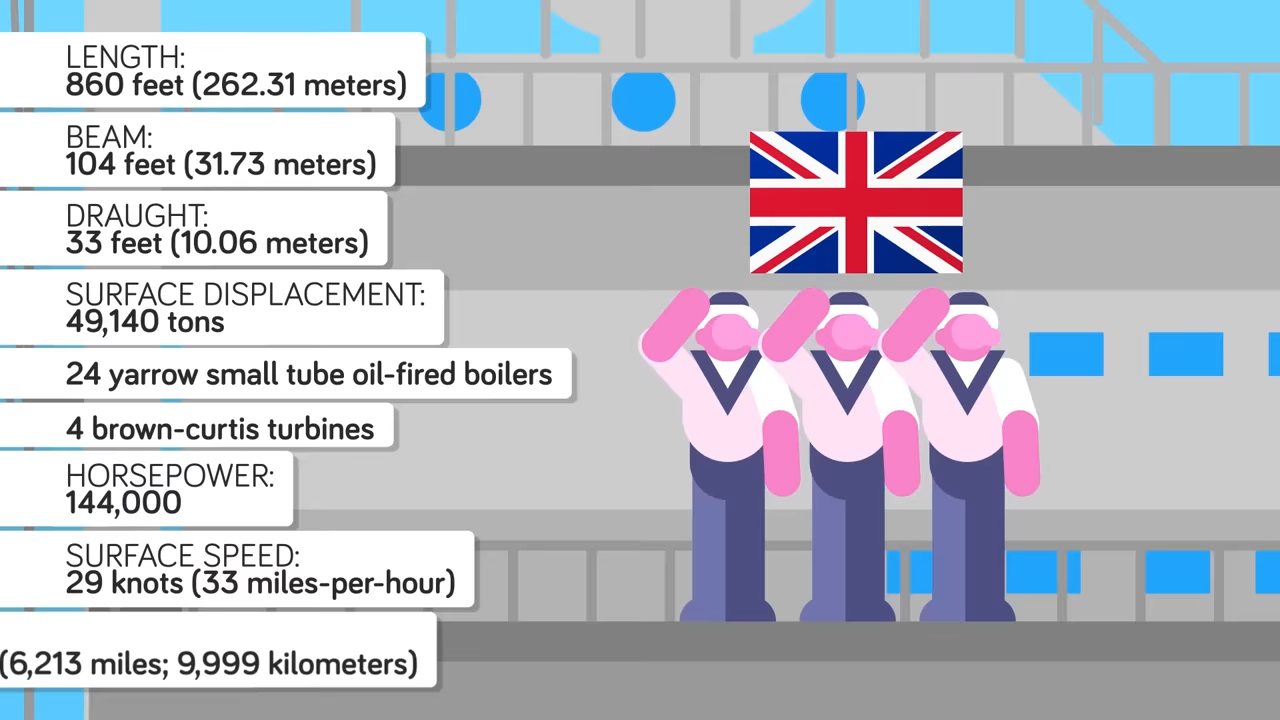 LENGTH:
860 feet (262.31 meters)
BEAM:
104 feet (31.73 meters)
DRAUGHT:
33 feet (10.06 meters)
SURFACE DISPLACEMENT:
49,140 tons
24 yarrow small tube oil-fired boilers
4 brown-curtis turbines
HORSEPOWER:
144,000
SURFACE SPEED:
29 knots (33 miles-per-hour)
(6,213 miles; 9,999 kilometers)